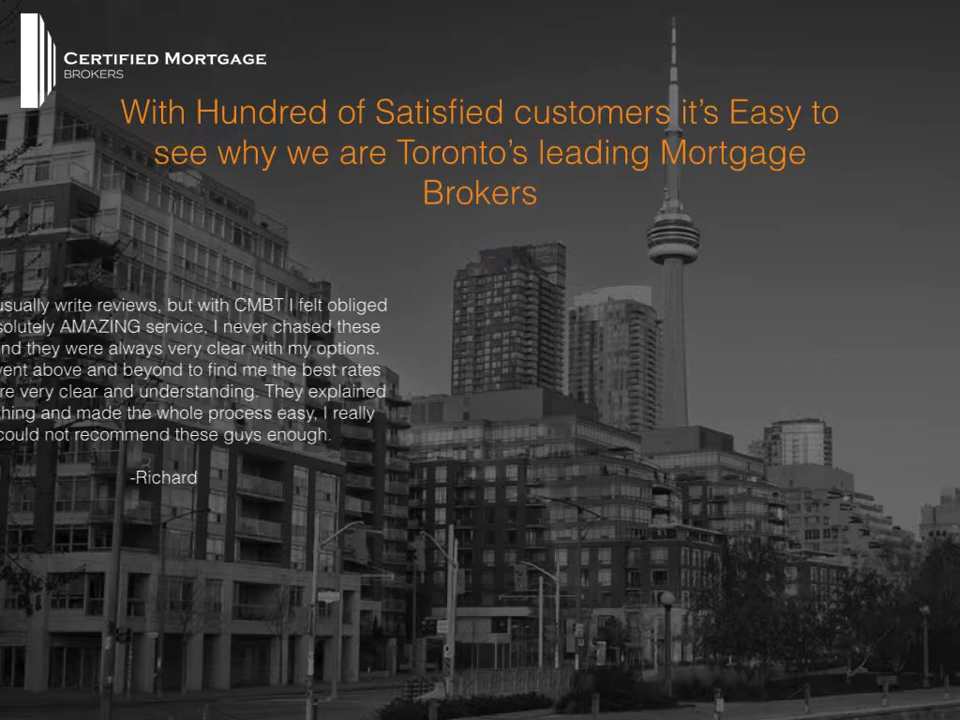 CERTIFIED MORTGAGE
BROKERS
With Hundred of Satisfied customers it's Easy to
see why we are Toronto's leading Mortgage
Brokers
usually write reviews, but with CMBT I felt obliged
solutely AMAZING service, I never chased these
nd they were always very clear with my options.
vent above and beyond to find me the best rates
re very clear and understanding. They explained
thing and made the whole process easy, I really
could not recommend these guys enough.
-Richard